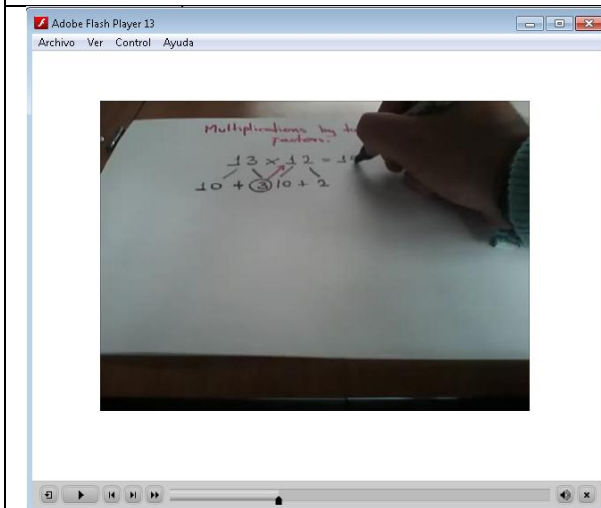 Adobe Flash Player 13
Archivo Ver Control Ayuda
Multiplications by
factors.
13 x 12 = 1
10 + 3 10 + 2